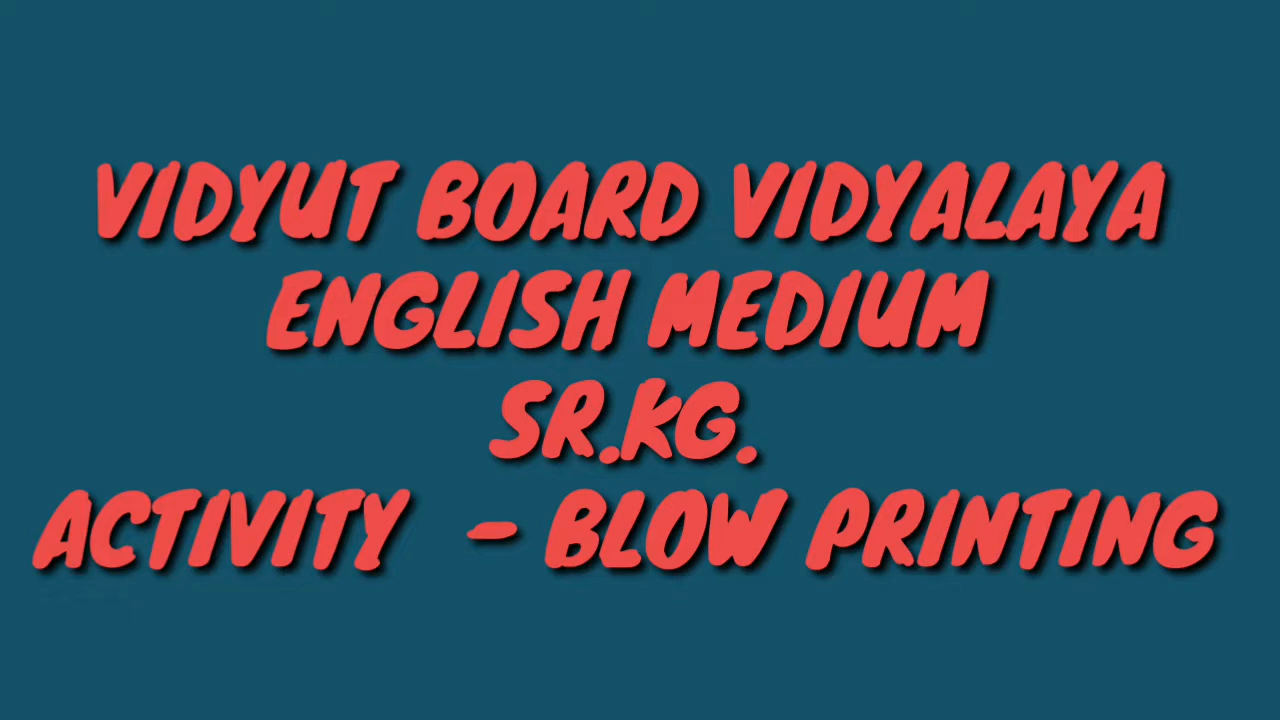 VIDYUT BOARD VIDYALAYA
ENGLISH MEDIUM
SR.KG.
ACTIVITY - BLOW PRINTING